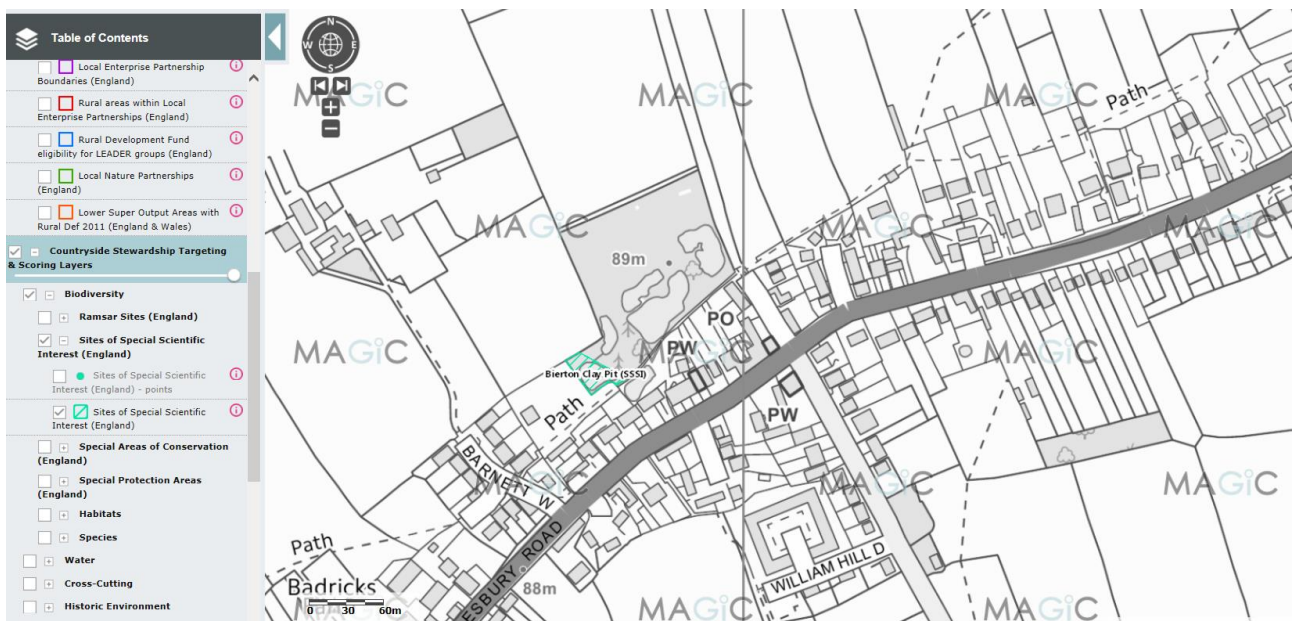 Table of Contents
Local Enterprise Partnership
Boundaries (England)
Rural areas within Local
Enterprise Partnerships (England)
Rural Development Fund
eligibility for LEADER groups (England)
Local Nature Partnerships
(England)
Lower Super Output Areas with
Rural Def 2011 (England & Wales)
Countryside Stewardship Targeting
& Scoring Layers
Biodiversity
Ramsar Sites (England)
Sites of Special Scientific
Interest (England)
Sites of Special Scientific
Interest (England) - points
Sites of Special Scientific
Interest (England)
Special Areas of Conservation
(England)
Special Protection Areas
(England)
Habitats
Species
Water
Cross-Cutting
Historic Environment
N
W E
S
MAGiC MAGiC MAGiC
Path
MAGiC MAGiC MAGiC
89m
PO
PW
MAGiC MAGiC MAGiC
Bierton Clay Pit (SSSI)
Path
PW
BARNETT W
MAGiC MAGiC MAGiC
Path
ESBURY ROAD
WILLIAM HILL D
Badricks
88m
0 30 60m
MAGiC MAGiC